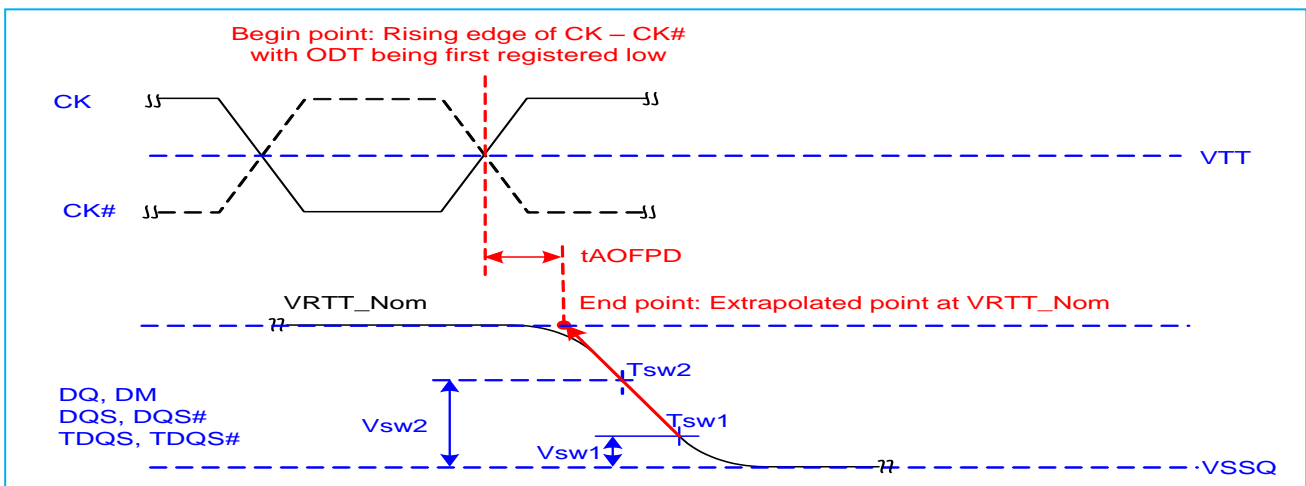 Begin point: Rising edge of CK – CK#
with ODT being first registered low
CK
VTT
CK#
tAOFPD
VRTT_Nom
End point: Extrapolated point at VRTT_Nom
Tsw2
DQ, DM
DQS, DQS#
TDQS, TDQS#
Vsw2
Tsw1
Vsw1
VSSQ